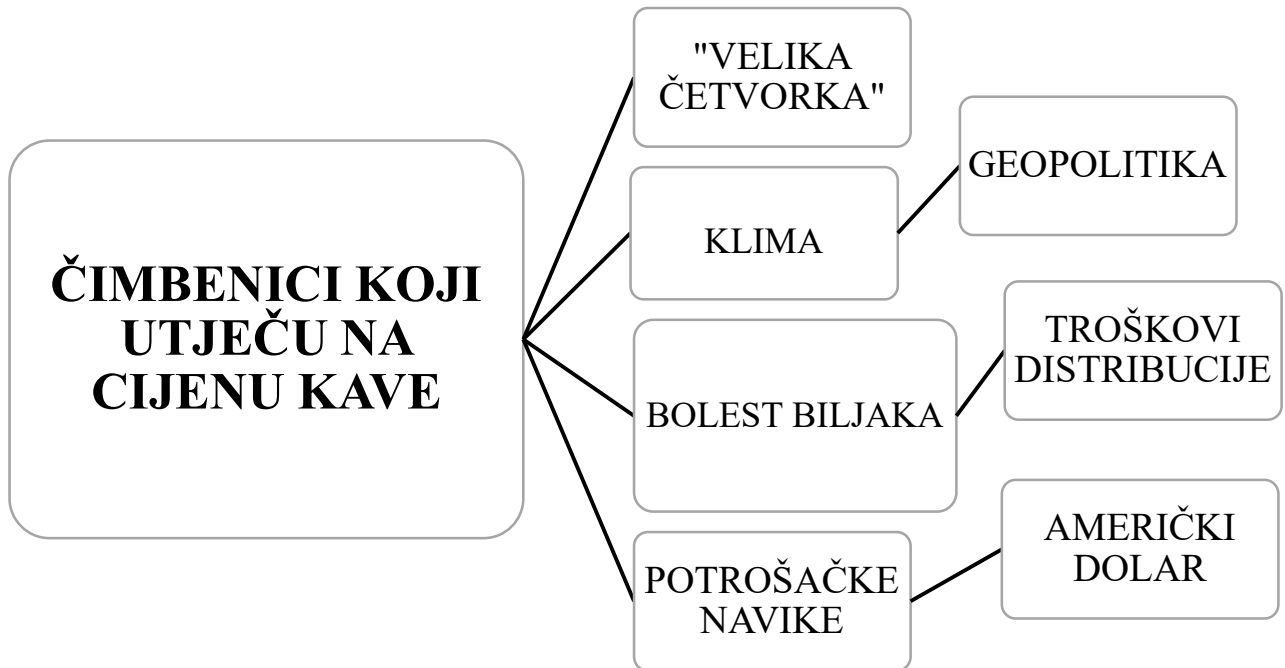 ČIMBENICI KOJI
UTJEČU NA
CIJENU KAVE
"VELIKA
ČETVORKA"
KLIMA
GEOPOLITIKA
BOLEST BILJAKA
TROŠKOVI
DISTRIBUCIJE
POTROŠAČKE
NAVIKE
AMERIČKI
DOLAR